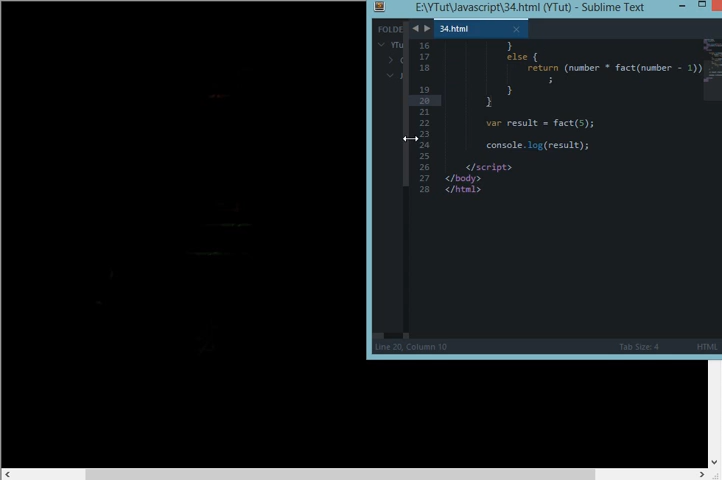 E:\YTut\Javascript\34.html (YTut) - Sublime Text
FOLDE
34.html
YTu
16 }
17 else {
18 return (number * fact(number - 1))
;
19 }
20 }
21
22 var result = fact(5);
23
24 console.log(result);
25
26 </script>
27 </body>
28 </html>
Line 20, Column 10
Tab Size: 4
HTML